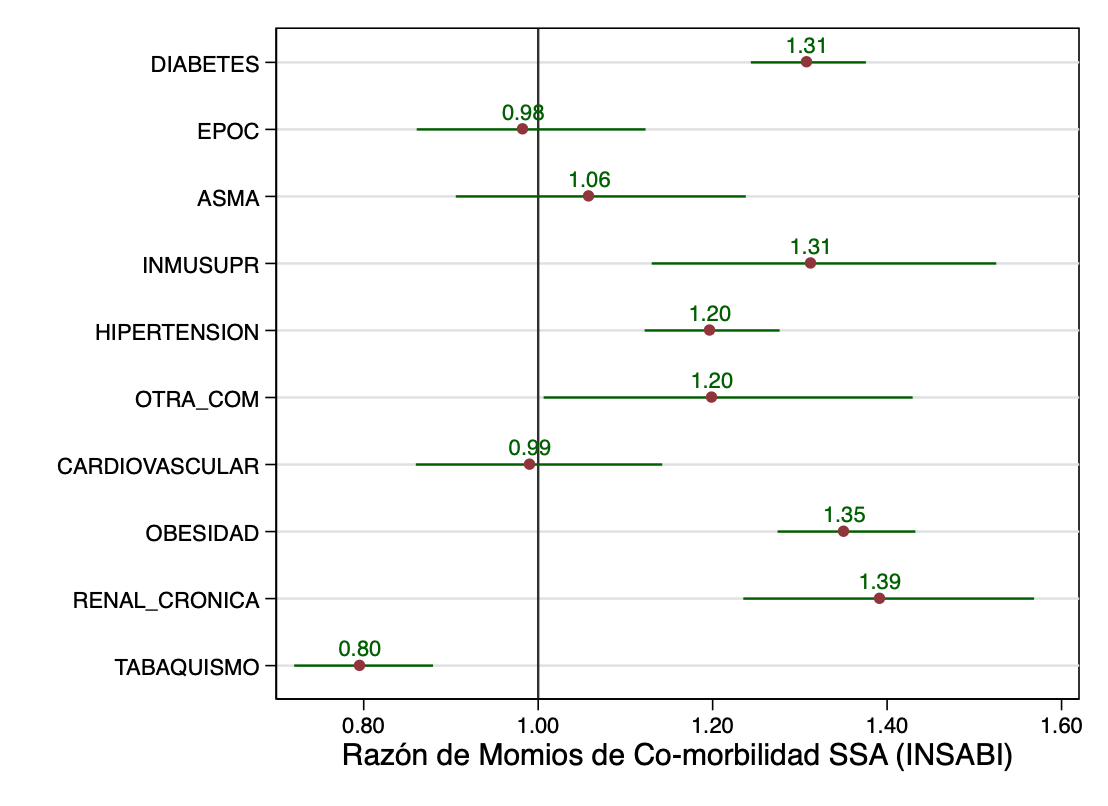 1.31
DIABETES
0.98
EPOC
1.06
ASMA
1.31
INMUSUPR
1.20
HIPERTENSION
1.20
OTRA_COM
0.99
CARDIOVASCULAR
1.35
OBESIDAD
1.39
RENAL_CRONICA
0.80
TABAQUISMO
0.80 1.00 1.20 1.40 1.60
Razón de Momios de Co-morbilidad SSA (INSABI)